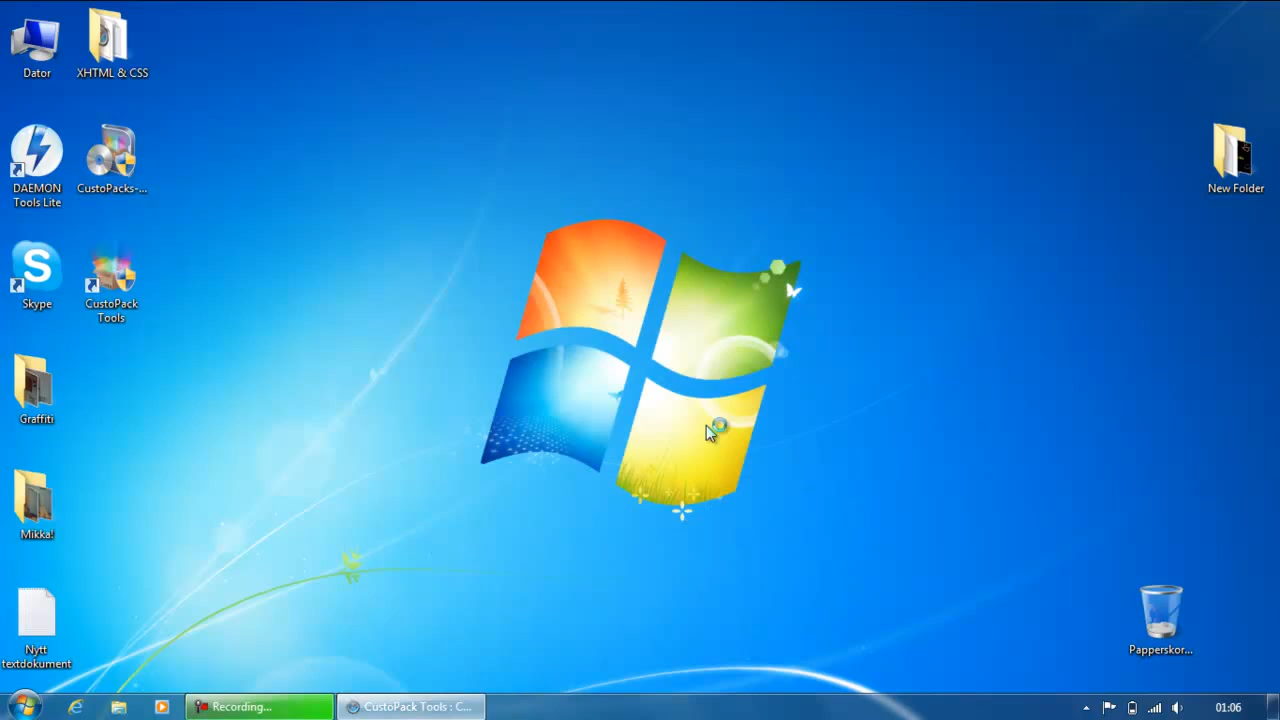 Dator
XHTML & CSS
DAEMON
Tools Lite
CustoPacks-...
New Folder
S
Skype
CustoPack
Tools
Graffiti
Mikka!
Nytt
textdokument
Papperskor...
Recording...
CustoPack Tools : C...
01:06